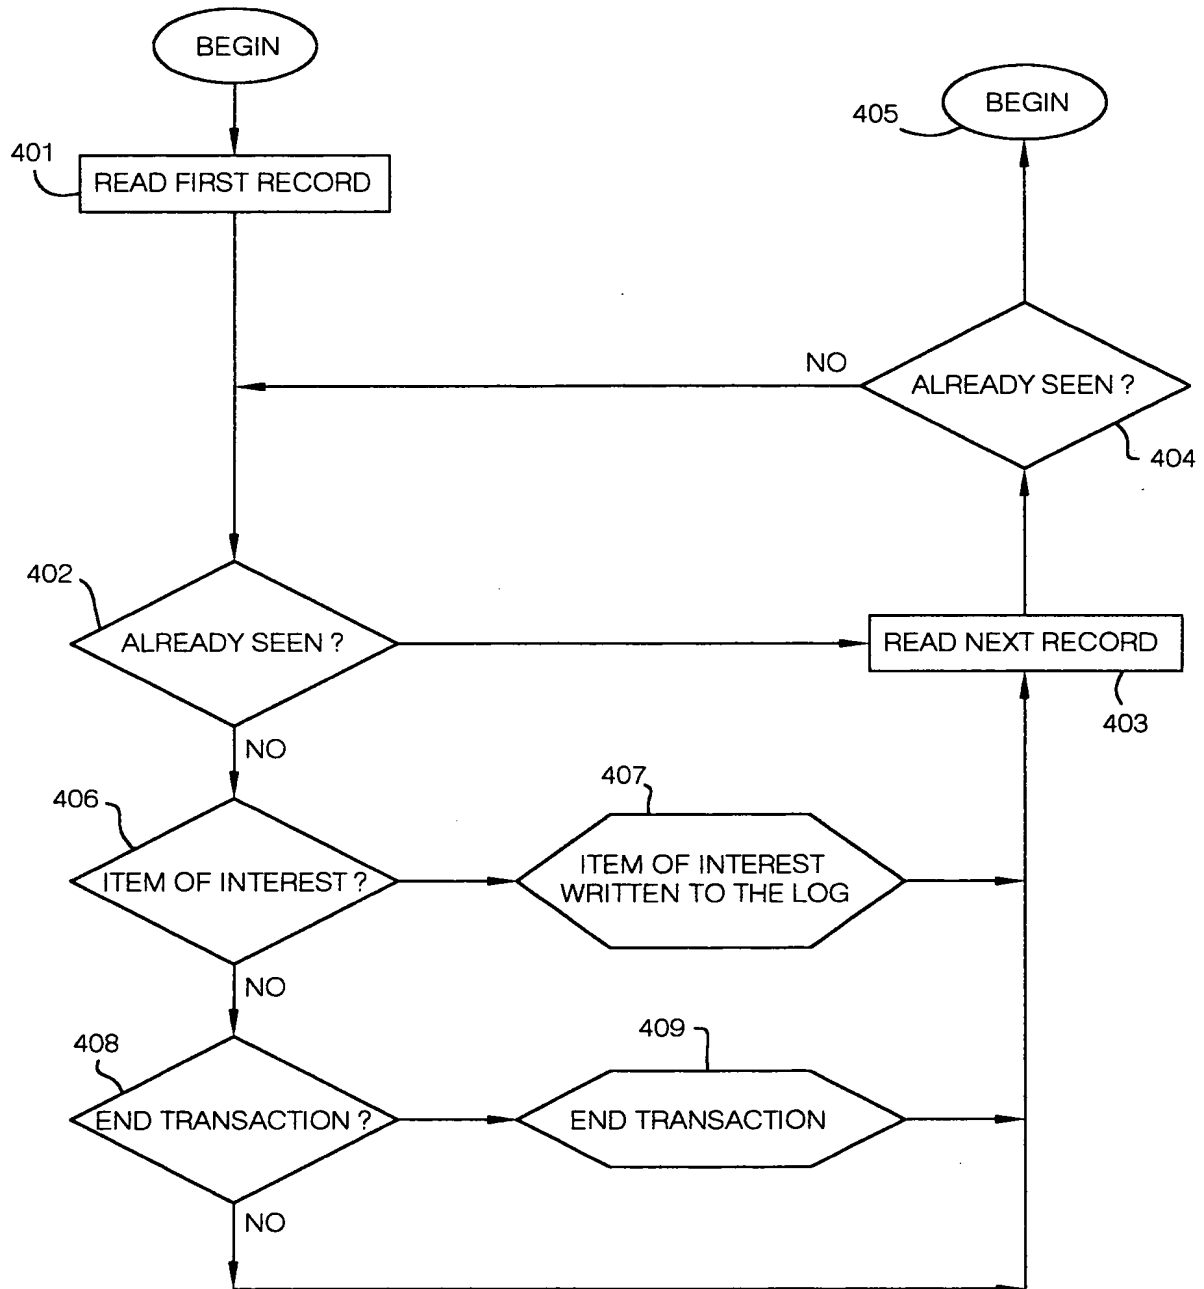 BEGIN
BEGIN
405
401
READ FIRST RECORD
NO
ALREADY SEEN ?
404
402
ALREADY SEEN ?
READ NEXT RECORD
403
NO
406
407
ITEM OF INTEREST ?
ITEM OF INTEREST
WRITTEN TO THE LOG
NO
408
409
END TRANSACTION ?
END TRANSACTION
NO